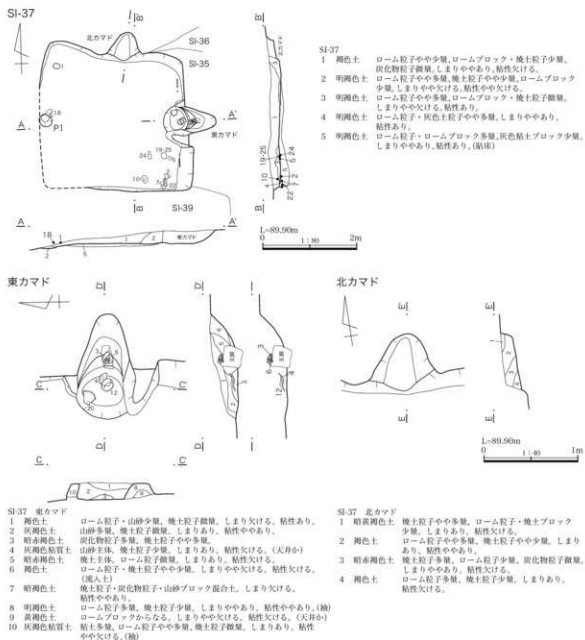 SI-37
北カマド
SI-36
SI-35
A'
東カマド
P1
A
SI-39
SI-37
1 褐色土 ローム粒子やや少量、ロームブロック・焼土粒子少量、
炭化物粒子微量。しまりややあり、粘性欠ける。
2 明褐色土 ローム粒子やや多量、焼土粒子やや少量、ロームブロック
少量。しまりやや欠ける。粘性やや欠ける。
3 明褐色土 ローム粒子やや多量、ロームブロック・焼土粒子微量。
しまりやや欠ける。粘性あり。
4 明褐色土 ローム粒子・灰色土粒子やや多量。しまりややあり。
粘性あり。
5 明褐色土 ローム粒子・ロームブロック多量、灰色粘土ブロック少量。
しまりややあり。粘性あり。(貼床)
A
A'
東カマド
L=89.90m
0 1:80 2m
東カマド
北カマド
支脚
支脚
C
C'
C
C'
L=89.90m
0 1:40 1m
SI-37 東カマド
1 褐色土 ローム粒子・山砂少量、焼土粒子微量。しまり欠ける。粘性あり。
2 灰褐色土 山砂多量、焼土粒子微量。しまりあり。粘性ややあり。
3 暗赤褐色土 炭化物粒子多量、焼土粒子やや多量。
4 灰褐色粘質土 山砂主体、焼土粒子少量。しまりあり。粘性欠ける。(天井か)
5 暗赤褐色土 焼土主体、ローム粒子微量。しまりあり。粘性欠ける。
6 褐色土 ローム粒子・焼土粒子やや少量。しまりやや欠ける。粘性欠ける。
(流入土)
7 暗褐色土 焼土粒子・炭化物粒子・山砂ブロック混合土。しまり欠ける。
粘性ややあり。
8 明褐色土 ローム粒子多量、焼土粒子少量。しまりややあり。粘性ややあり。(袖)
9 黄褐色土 ロームブロックからなる。しまりやや欠ける。粘性欠ける。(天井か)
10 灰褐色粘質土 粘土多量、ローム粒子やや多量、焼土粒子微量。しまりあり。粘性
やや欠ける。(袖)
SI-37 北カマド
1 暗黄褐色土 焼土粒子やや多量、ローム粒子・焼土ブロック
少量。しまりあり。粘性欠ける。
2 褐色土 ローム粒子やや多量、焼土粒子やや少量。しまり
あり。粘性ややあり。
3 暗赤褐色土 焼土粒子多量、ローム粒子少量、炭化物粒子微量。
しまりややあり。粘性欠ける。
4 褐色土 ローム粒子多量、焼土粒子少量。しまりあり。
粘性欠ける。